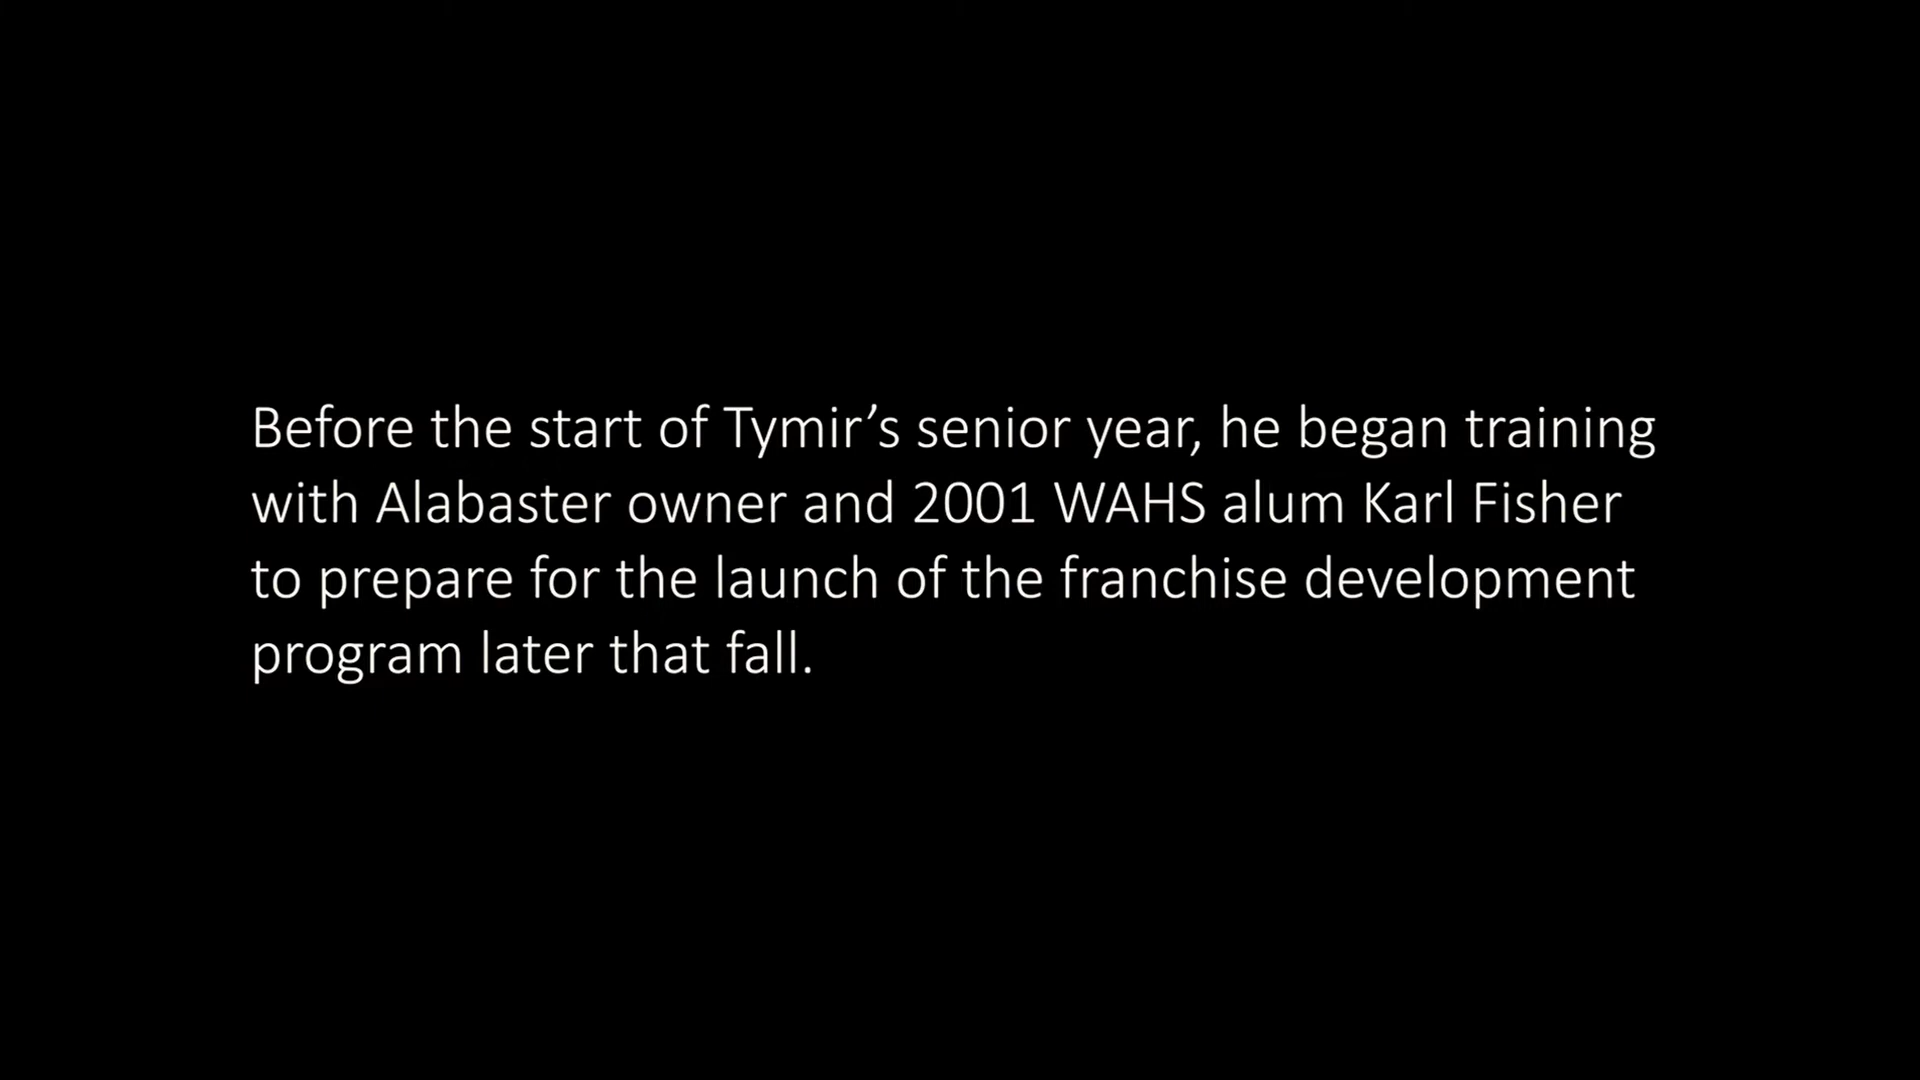 Before the start of Tymir’s senior year, he began training
with Alabaster owner and 2001 WAHS alum Karl Fisher
to prepare for the launch of the franchise development
program later that fall.